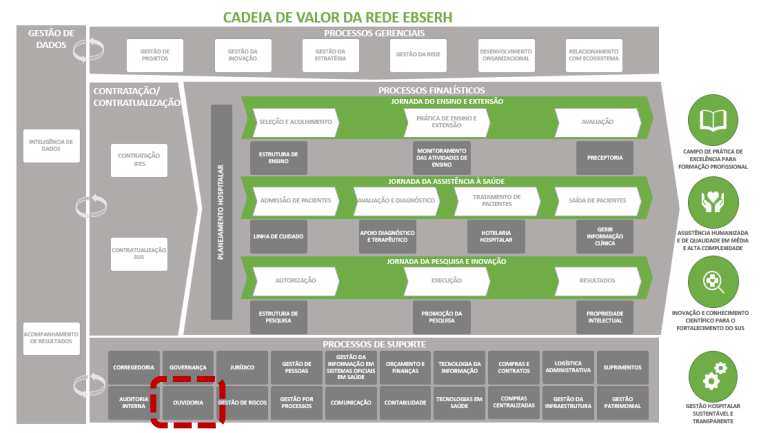 CADEIA DE VALOR DA REDE EBSERH
GESTÃO DE
DADOS
INTELIGÊNCIA DE
DADOS
ACOMPANHAMENTO
DE RESULTADOS
PROCESSOS GERENCIAIS
GESTÃO DE
PROJETOS
GESTÃO DA
INOVAÇÃO
GESTÃO DA
ESTRATÉGIA
GESTÃO DA REDE
DESENVOLVIMENTO
ORGANIZACIONAL
RELACIONAMENTO
COM ECOSSISTEMA
CONTRATAÇÃO/
CONTRATUALIZAÇÃO
CONTRATAÇÃO
IFES
CONTRATUALIZAÇÃO
SUS
PROCESSOS FINALÍSTICOS
PLANEJAMENTO HOSPITALAR
JORNADA DO ENSINO E EXTENSÃO
SELEÇÃO E ACOLHIMENTO
PRÁTICA DE ENSINO E
EXTENSÃO
AVALIAÇÃO
ESTRUTURA DE
ENSINO
MONITORAMENTO
DAS ATIVIDADES DE
ENSINO
PRECEPTORIA
JORNADA DA ASSISTÊNCIA À SAÚDE
ADMISSÃO DE PACIENTES
AVALIAÇÃO E DIAGNÓSTICO
TRATAMENTO DE
PACIENTES
SAÍDA DE PACIENTES
LINHA DE CUIDADO
APOIO DIAGNÓSTICO
E TERAPÊUTICO
HOTELARIA
HOSPITALAR
GERIR
INFORMAÇÃO
CLÍNICA
JORNADA DA PESQUISA E INOVAÇÃO
AUTORIZAÇÃO
EXECUÇÃO
RESULTADOS
ESTRUTURA DE
PESQUISA
PROMOÇÃO DA
PESQUISA
PROPRIEDADE
INTELECTUAL
CAMPO DE PRÁTICA DE
EXCELÊNCIA PARA
FORMAÇÃO PROFISSIONAL
ASSISTÊNCIA HUMANIZADA
E DE QUALIDADE EM MÉDIA
E ALTA COMPLEXIDADE
INOVAÇÃO E CONHECIMENTO
CIENTÍFICO PARA O
FORTALECIMENTO DO SUS
GESTÃO HOSPITALAR
SUSTENTÁVEL E
TRANSPARENTE
PROCESSOS DE SUPORTE
CORREGEDORIA
GOVERNANÇA
JURÍDICO
GESTÃO DE
PESSOAS
GESTÃO DA
INFORMAÇÃO EM
SISTEMAS OFICIAIS
EM SAÚDE
ORÇAMENTO E
FINANÇAS
TECNOLOGIA DA
INFORMAÇÃO
COMPRAS E
CONTRATOS
LOGÍSTICA
ADMINISTRATIVA
SUPRIMENTOS
AUDITORIA
INTERNA
OUVIDORIA
GESTÃO DE RISCOS
GESTÃO POR
PROCESSOS
COMUNICAÇÃO
CONTABILIDADE
TECNOLOGIAS EM
SAÚDE
COMPRAS
CENTRALIZADAS
GESTÃO DA
INFRAESTRUTURA
GESTÃO
PATRIMONIAL